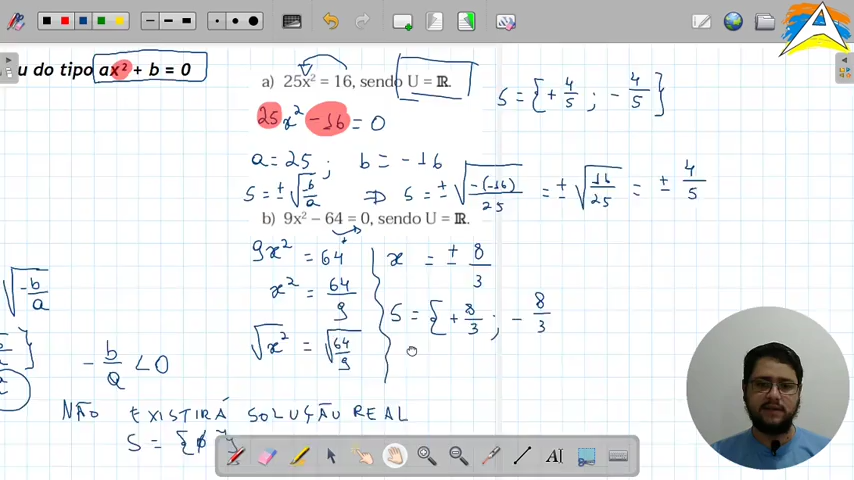 u do tipo ax² + b = 0
a) 25x² = 16, sendo U = ℝ.
25x² - 16 = 0
a = 25 ; b = -16
S = ± √(-b/a) ⇒ S = ± √(-(-16)/25) = ± √(16/25) = ± 4/5
S = { + 4/5 ; - 4/5 }
b) 9x² – 64 = 0, sendo U = ℝ.
9x² = 64
x² = 64/9
√x² = √(64/9)
x = ± 8/3
S = { + 8/3 ; - 8/3
√(-b/a)
- b/a < 0
NÃO EXISTIRÁ SOLUÇÃO REAL
S = {ϕ}
A